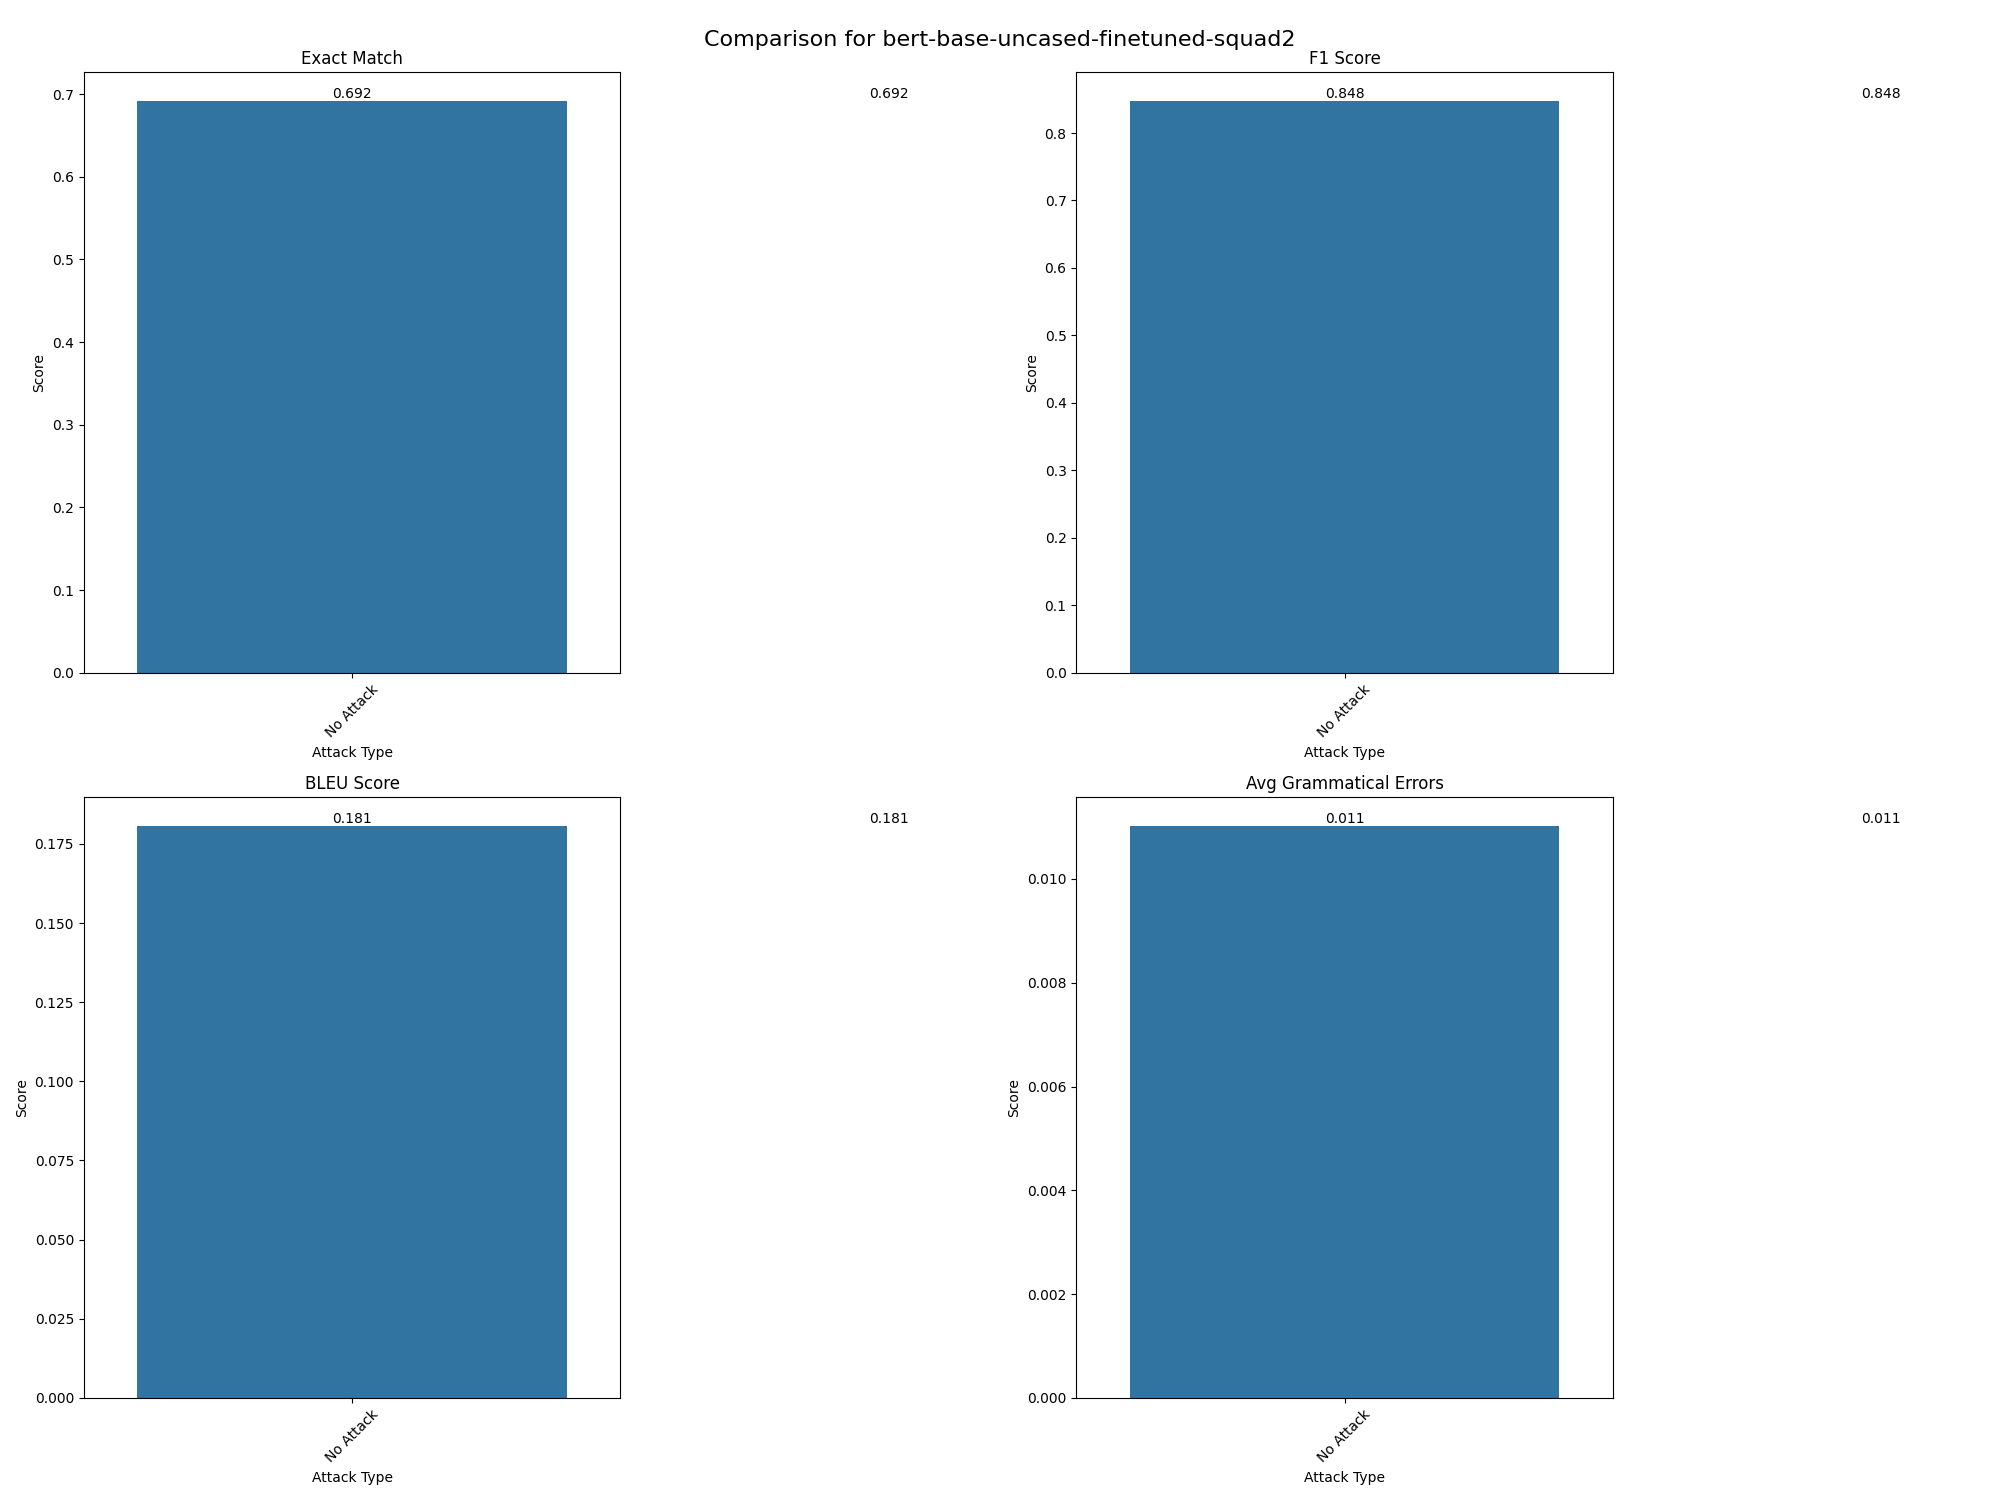 Comparison for bert-base-uncased-finetuned-squad2
Exact Match
0.692
0.692
0.7
0.6
0.5
0.4
0.3
0.2
0.1
0.0
Score
No Attack
Attack Type
F1 Score
0.848
0.848
0.8
0.7
0.6
0.5
0.4
0.3
0.2
0.1
0.0
Score
No Attack
Attack Type
BLEU Score
0.181
0.181
0.175
0.150
0.125
0.100
0.075
0.050
0.025
0.000
Score
No Attack
Attack Type
Avg Grammatical Errors
0.011
0.011
0.010
0.008
0.006
0.004
0.002
0.000
Score
No Attack
Attack Type